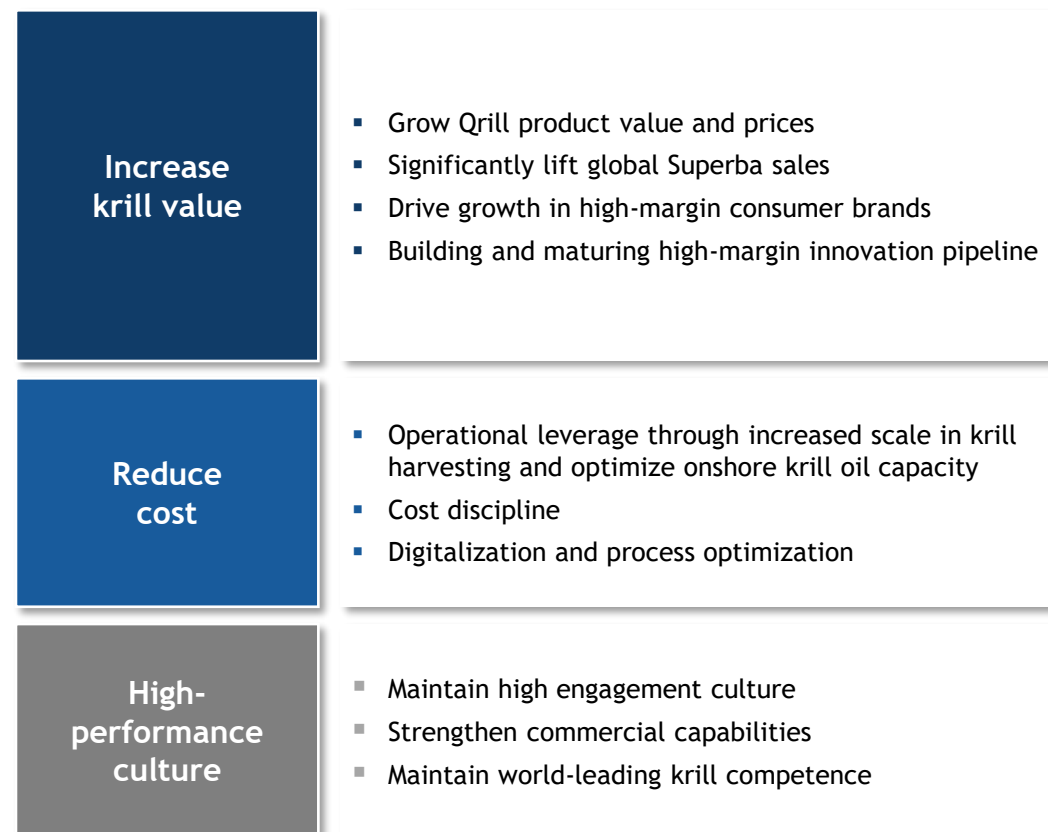 Increase
krill value
▪ Grow Qrill product value and prices
▪ Significantly lift global Superba sales
▪ Drive growth in high-margin consumer brands
▪ Building and maturing high-margin innovation pipeline
Reduce
cost
▪ Operational leverage through increased scale in krill
harvesting and optimize onshore krill oil capacity
▪ Cost discipline
▪ Digitalization and process optimization
High-
performance
culture
▪ Maintain high engagement culture
▪ Strengthen commercial capabilities
▪ Maintain world-leading krill competence